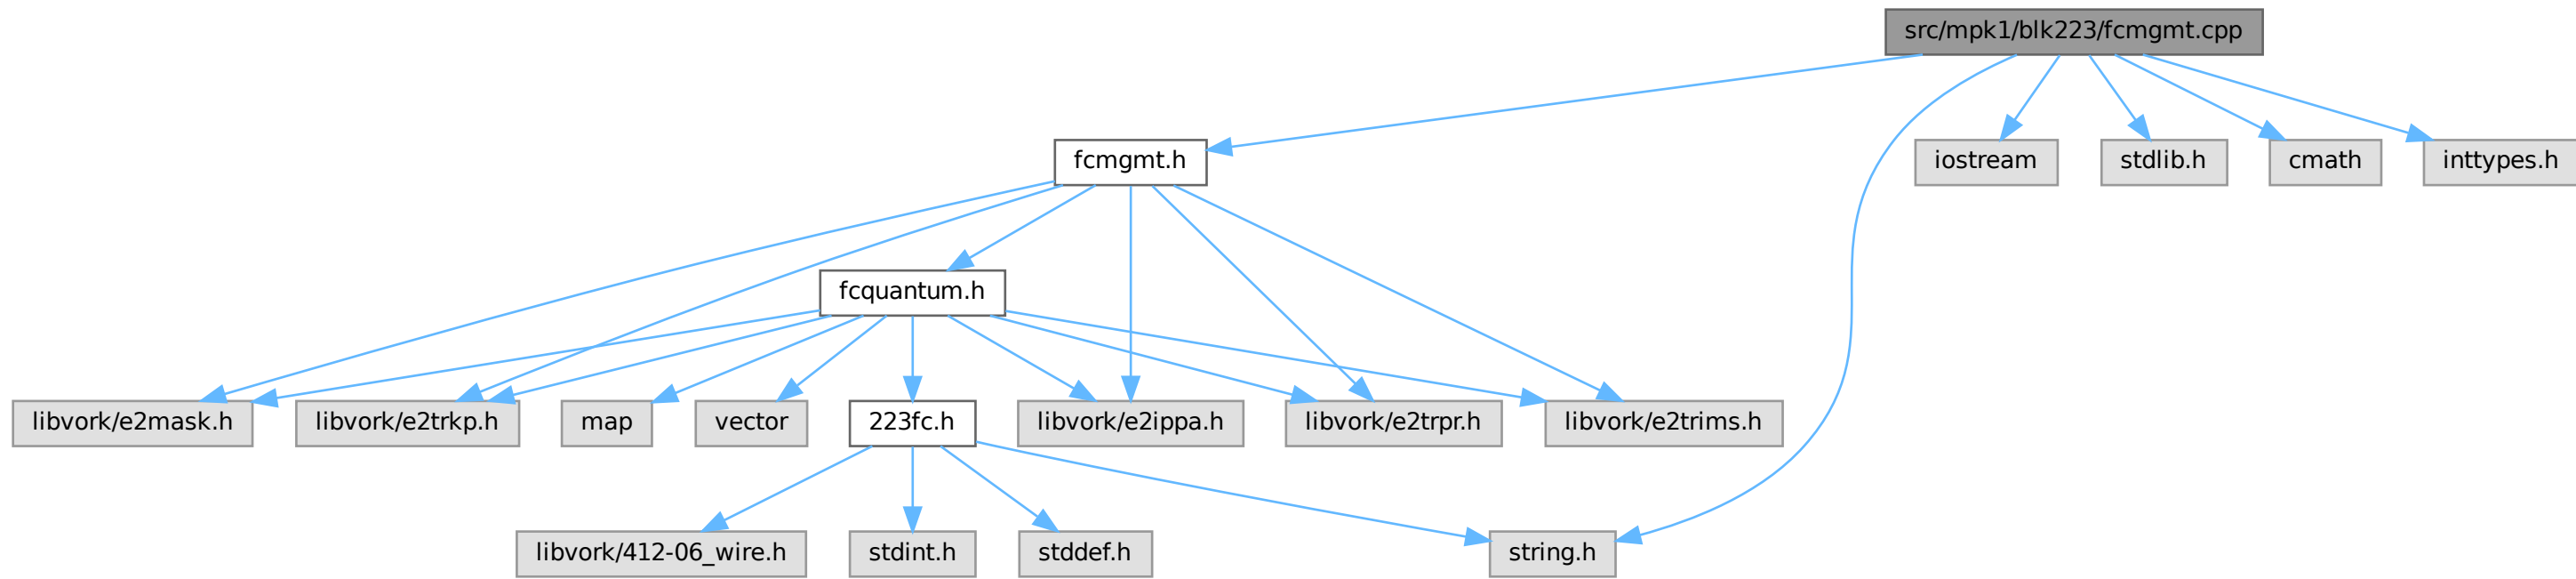 src/mpk1/blk223/fcmgmt.cpp
fcmgmt.h
iostream
stdlib.h
cmath
inttypes.h
fcquantum.h
libvork/e2mask.h
libvork/e2trkp.h
map
vector
223fc.h
libvork/e2ippa.h
libvork/e2trpr.h
libvork/e2trims.h
libvork/412-06_wire.h
stdint.h
stddef.h
string.h